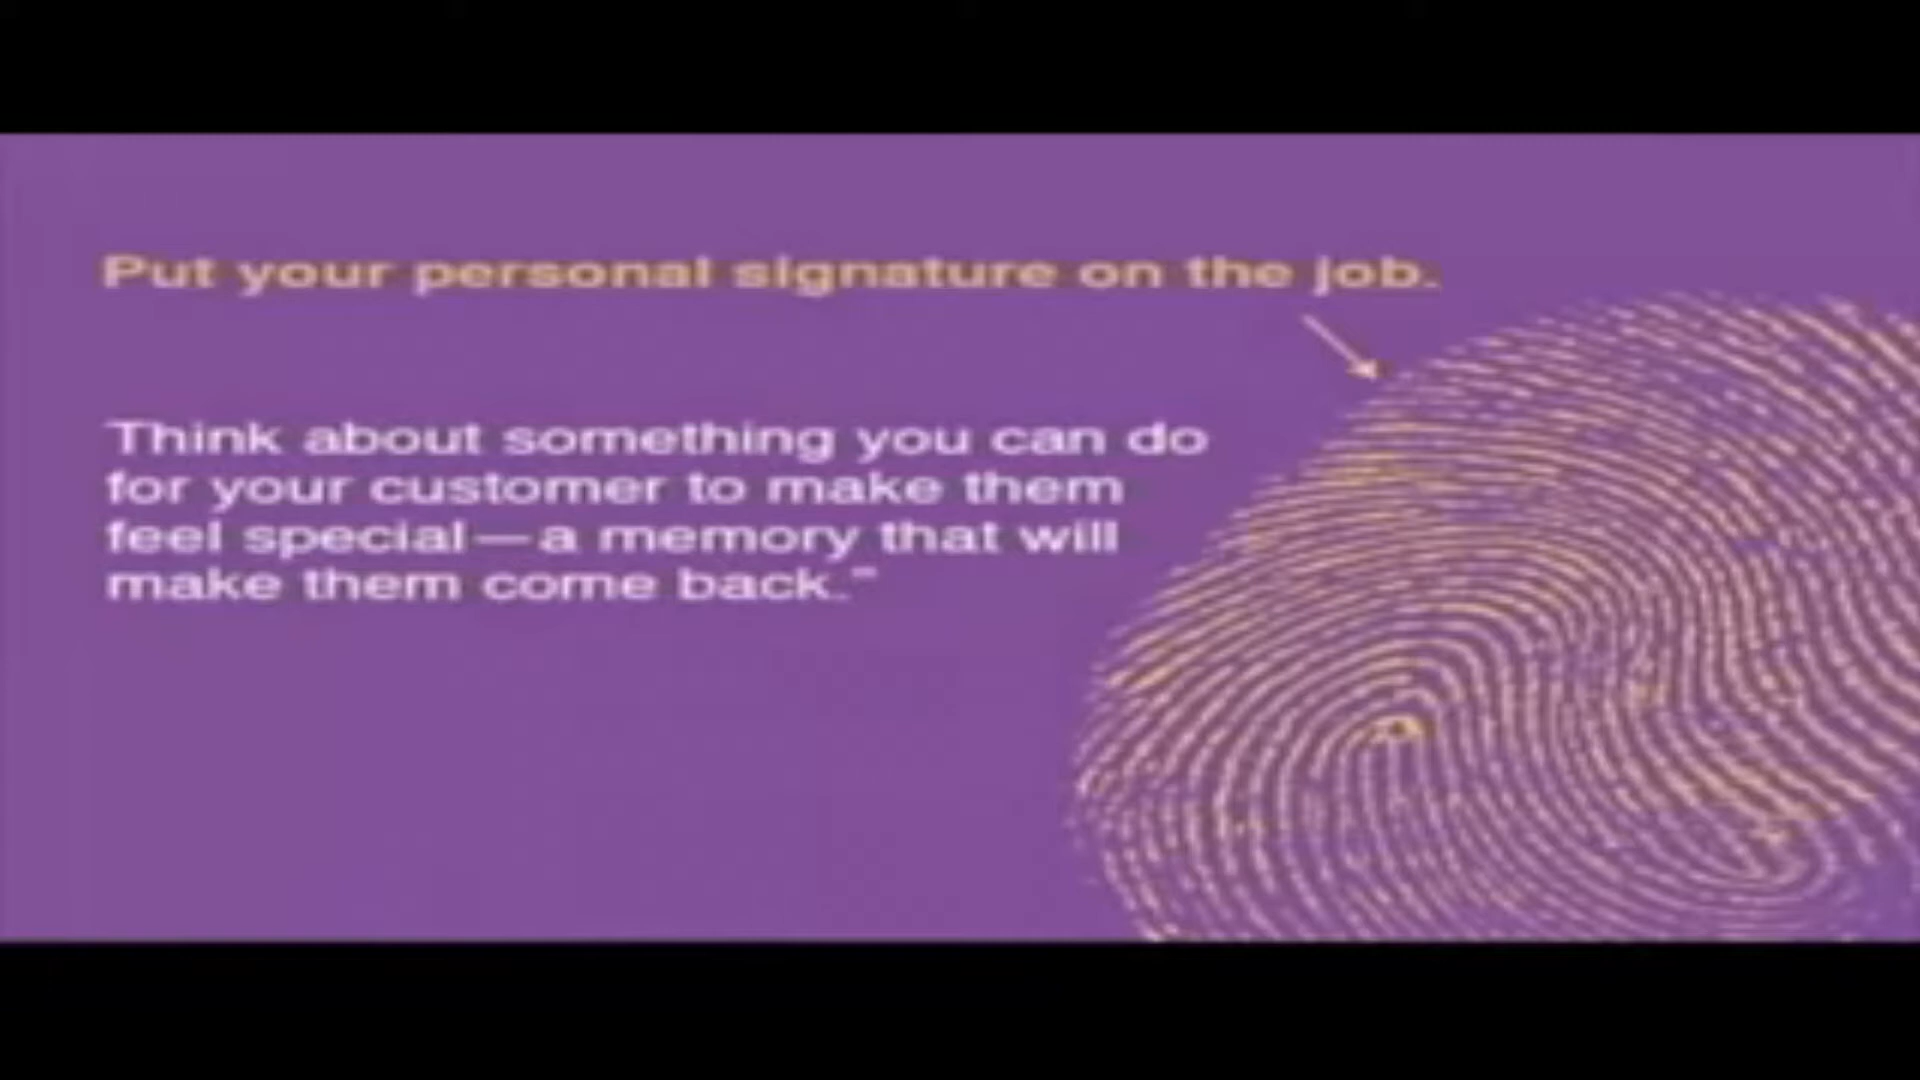 Put your personal signature on the job.
Think about something you can do
for your customer to make them
feel special—a memory that will
make them come back.”